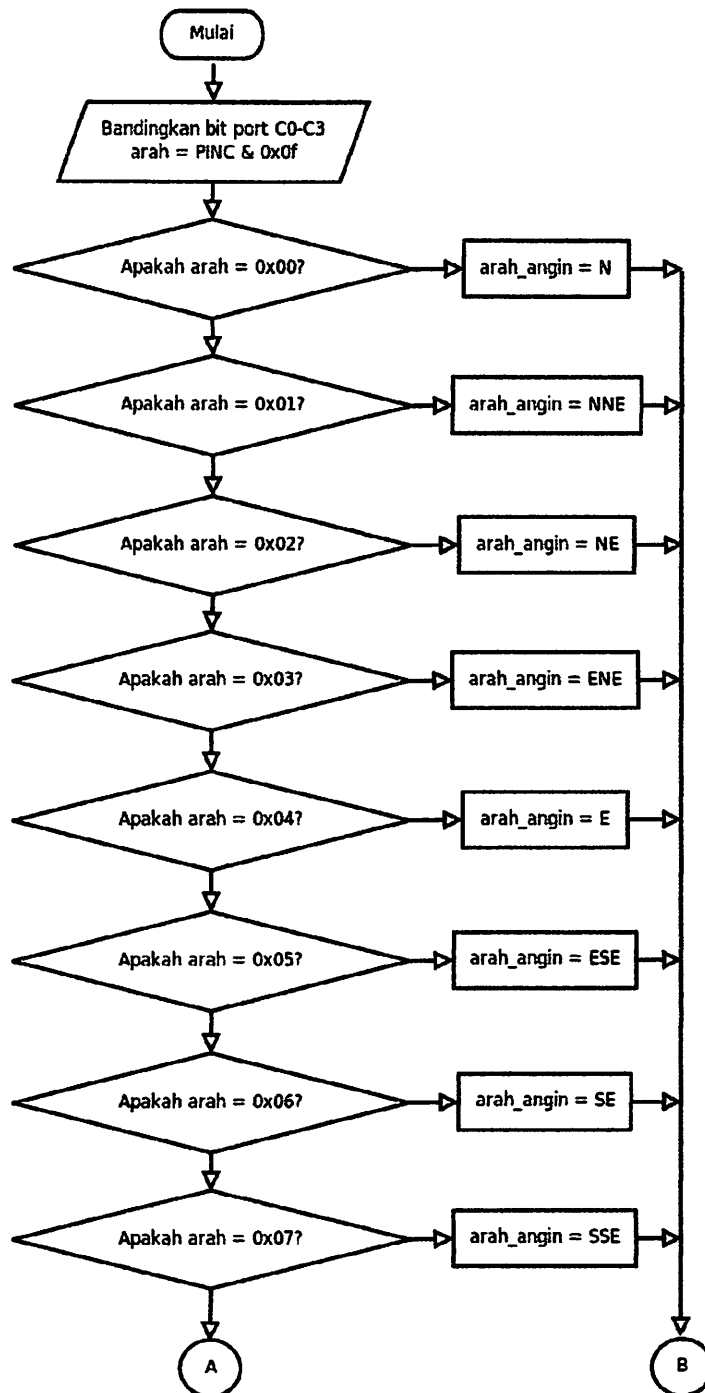 Mulai
Bandingkan bit port C0-C3
arah = PINC & 0x0f
Apakah arah = 0x00?
arah_angin = N
Apakah arah = 0x01?
arah_angin = NNE
Apakah arah = 0x02?
arah_angin = NE
Apakah arah = 0x03?
arah_angin = ENE
Apakah arah = 0x04?
arah_angin = E
Apakah arah = 0x05?
arah_angin = ESE
Apakah arah = 0x06?
arah_angin = SE
Apakah arah = 0x07?
arah_angin = SSE
A
B